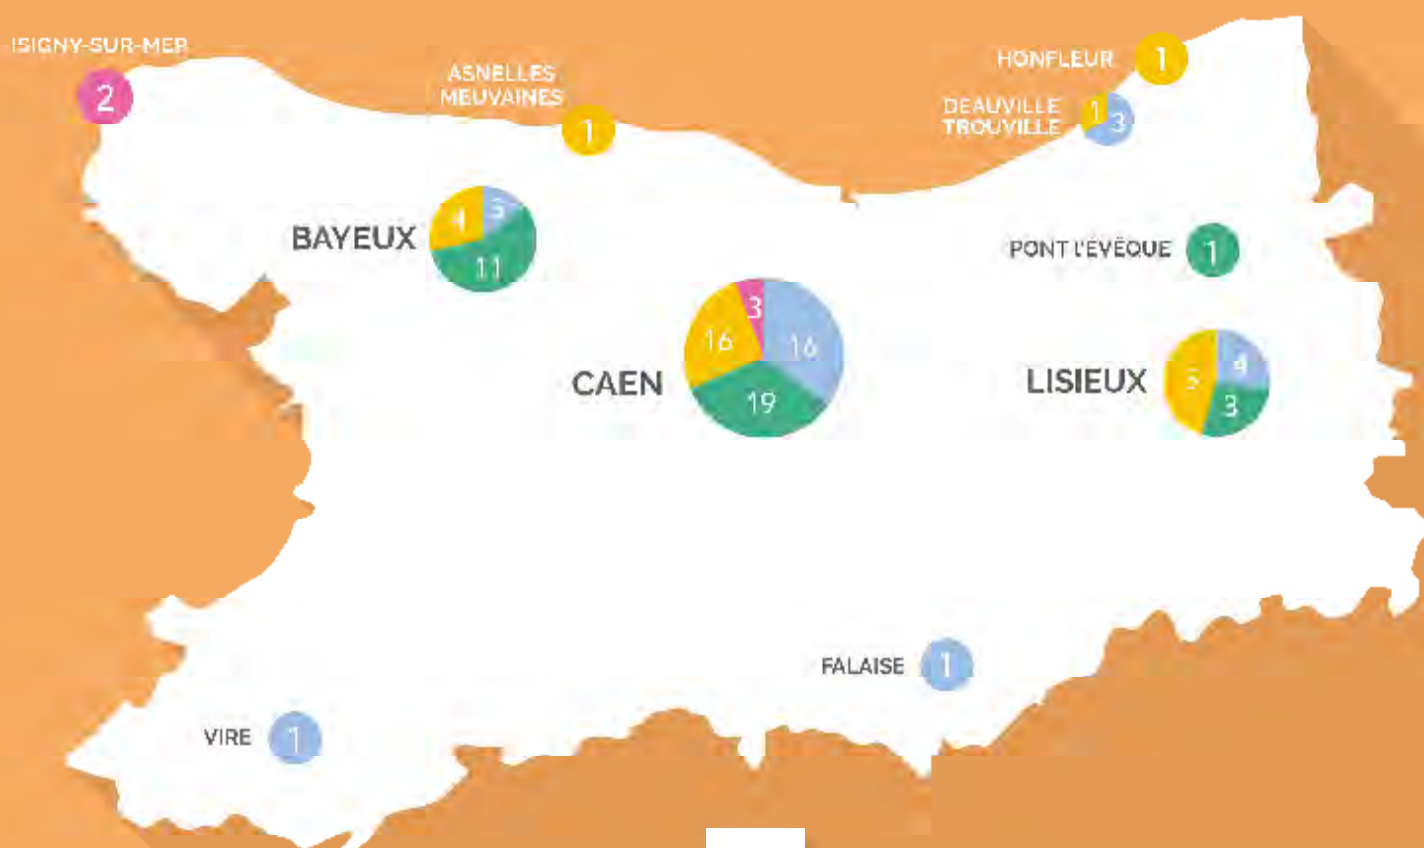 ISIGNY-SUR-MER
2
ASNELLES
MEUVAINES
1
HONFLEUR
1
DEAUVILLE
TROUVILLE
1
3
BAYEUX
4
11
PONT L'ÉVÊQUE
1
CAEN
3
16
16
19
LISIEUX
5
4
3
FALAISE
1
VIRE
1